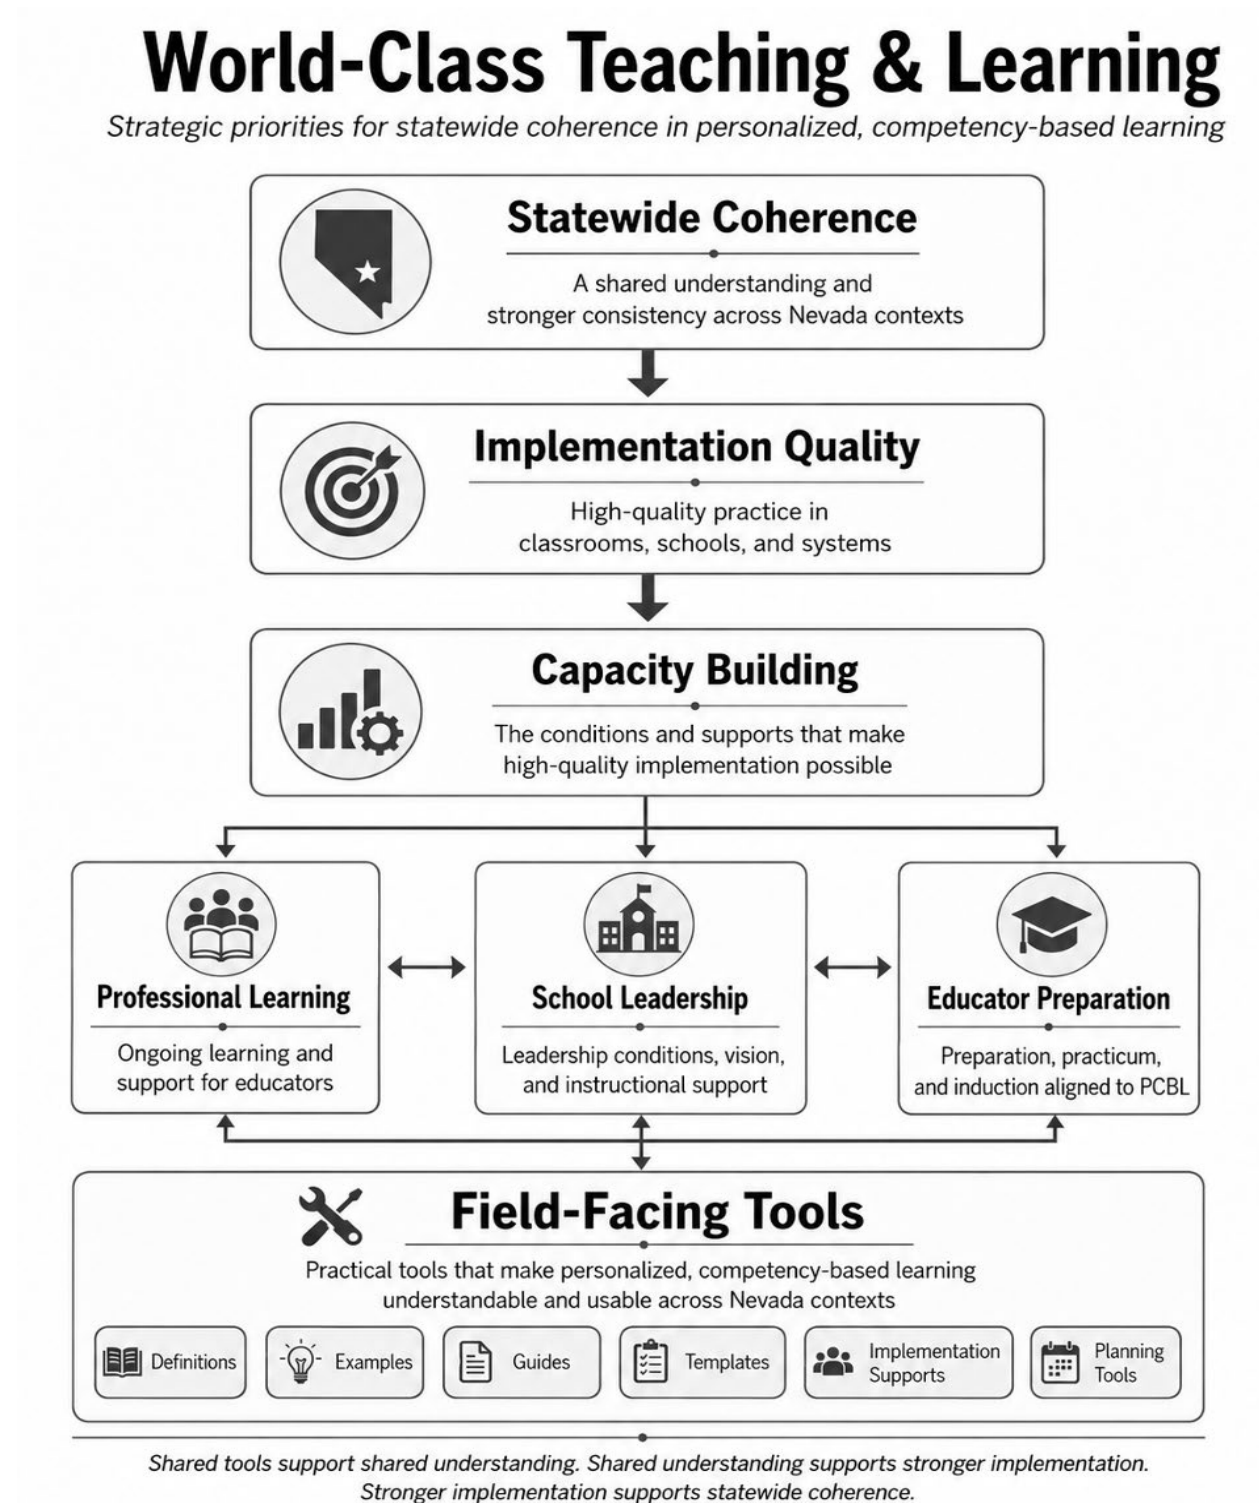 World-Class Teaching & Learning
Strategic priorities for statewide coherence in personalized, competency-based learning
Statewide Coherence
A shared understanding and
stronger consistency across Nevada contexts
Implementation Quality
High-quality practice in
classrooms, schools, and systems
Capacity Building
The conditions and supports that make
high-quality implementation possible
Professional Learning
Ongoing learning and
support for educators
School Leadership
Leadership conditions, vision,
and instructional support
Educator Preparation
Preparation, practicum,
and induction aligned to PCBL
Field-Facing Tools
Practical tools that make personalized, competency-based learning
understandable and usable across Nevada contexts
Definitions
Examples
Guides
Templates
Implementation
Supports
Planning
Tools
Shared tools support shared understanding. Shared understanding supports stronger implementation.
Stronger implementation supports statewide coherence.